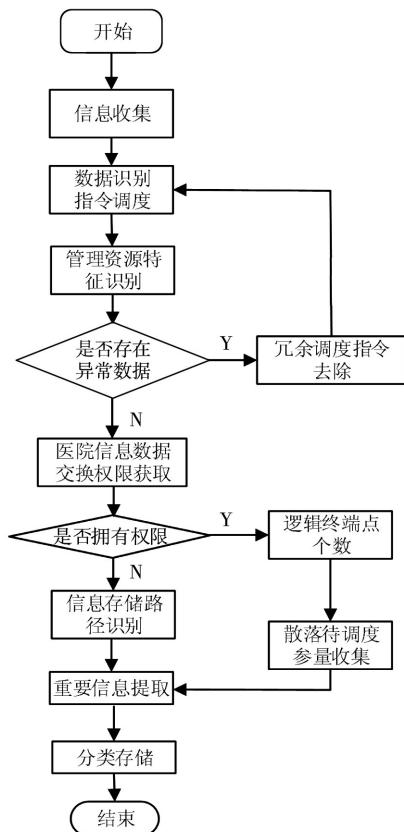 开始
信息收集
数据识别
指令调度
管理资源特
征识别
是否存在
异常数据
Y
冗余调度指令
去除
N
医院信息数据
交换权限获取
是否拥有权限
Y
逻辑终端点
个数
N
信息存储路
径识别
散落待调度
参量收集
重要信息提取
分类存储
结束